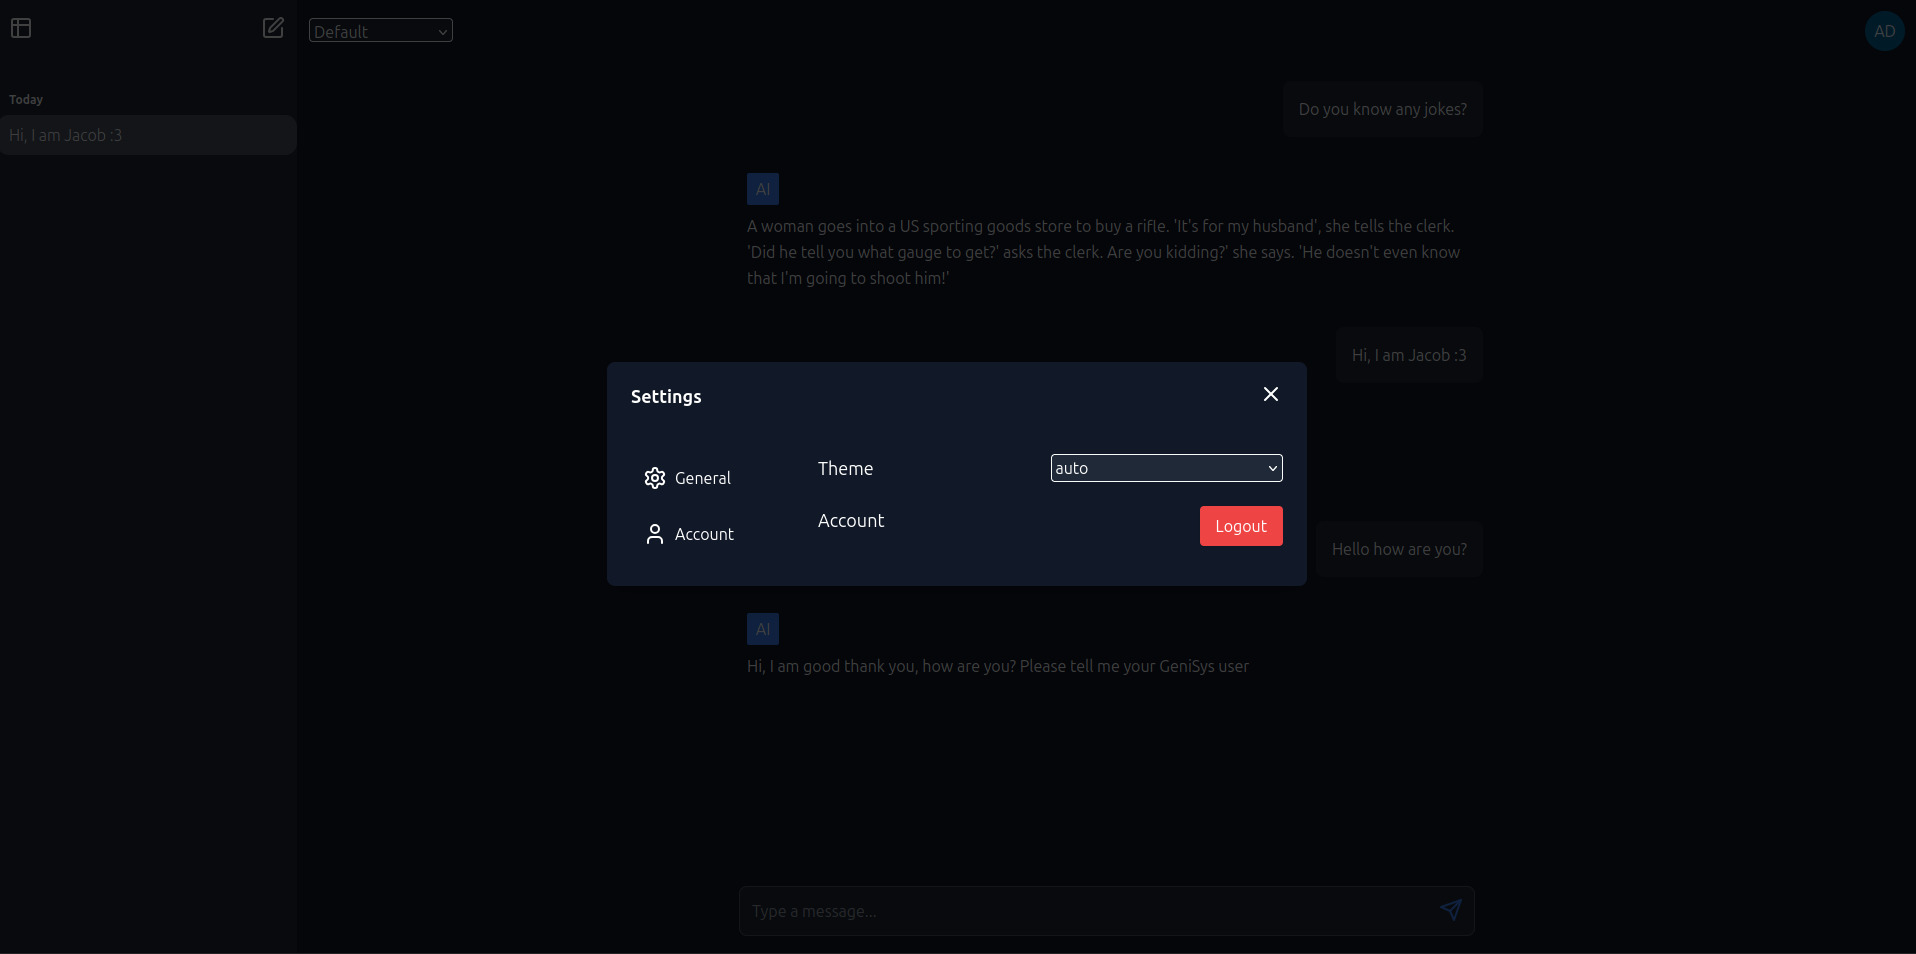 Default
AD
Today
Hi, I am Jacob :3
Do you know any jokes?
AI
A woman goes into a US sporting goods store to buy a rifle. 'It's for my husband', she tells the clerk.
'Did he tell you what gauge to get?' asks the clerk. Are you kidding?' she says. 'He doesn't even know
that I'm going to shoot him!'
Hi, I am Jacob :3
Settings
General
Account
Theme
auto
Account
Logout
Hello how are you?
AI
Hi, I am good thank you, how are you? Please tell me your GeniSys user
Type a message...